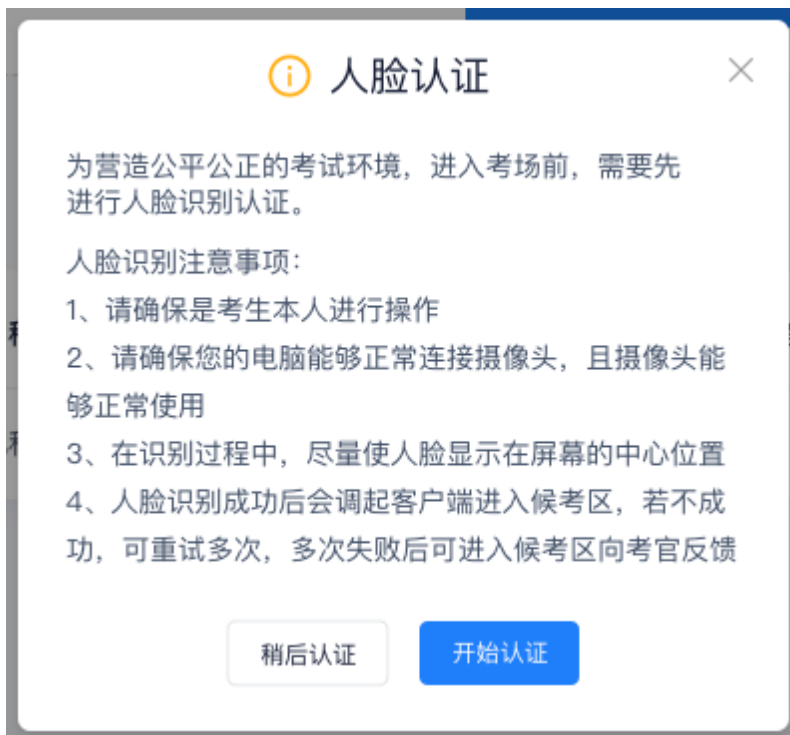 人脸认证
为营造公平公正的考试环境，进入考场前，需要先
进行人脸识别认证。
人脸识别注意事项：
1、请确保是考生本人进行操作
2、请确保您的电脑能够正常连接摄像头，且摄像头能
够正常使用
3、在识别过程中，尽量使人脸显示在屏幕的中心位置
4、人脸识别成功后会调起客户端进入候考区，若不成
功，可重试多次，多次失败后可进入候考区向考官反馈
稍后认证
开始认证